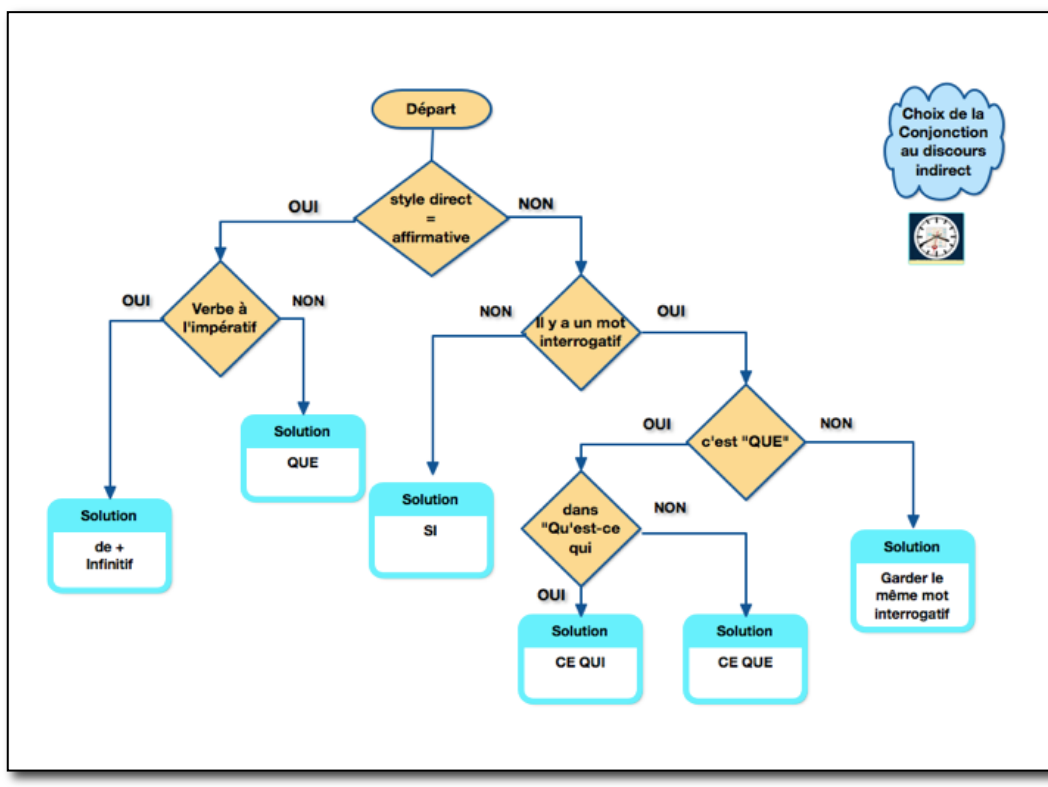 Départ
Choix de la
Conjonction
au discours
indirect
style direct
=
affirmative
OUI
NON
Verbe à
l'impératif
OUI
NON
Il y a un mot
interrogatif
NON
OUI
Solution
QUE
c'est "QUE"
OUI
NON
Solution
de +
Infinitif
Solution
SI
dans
"Qu'est-ce
qui
NON
OUI
Solution
Garder le
même mot
interrogatif
Solution
CE QUI
Solution
CE QUE